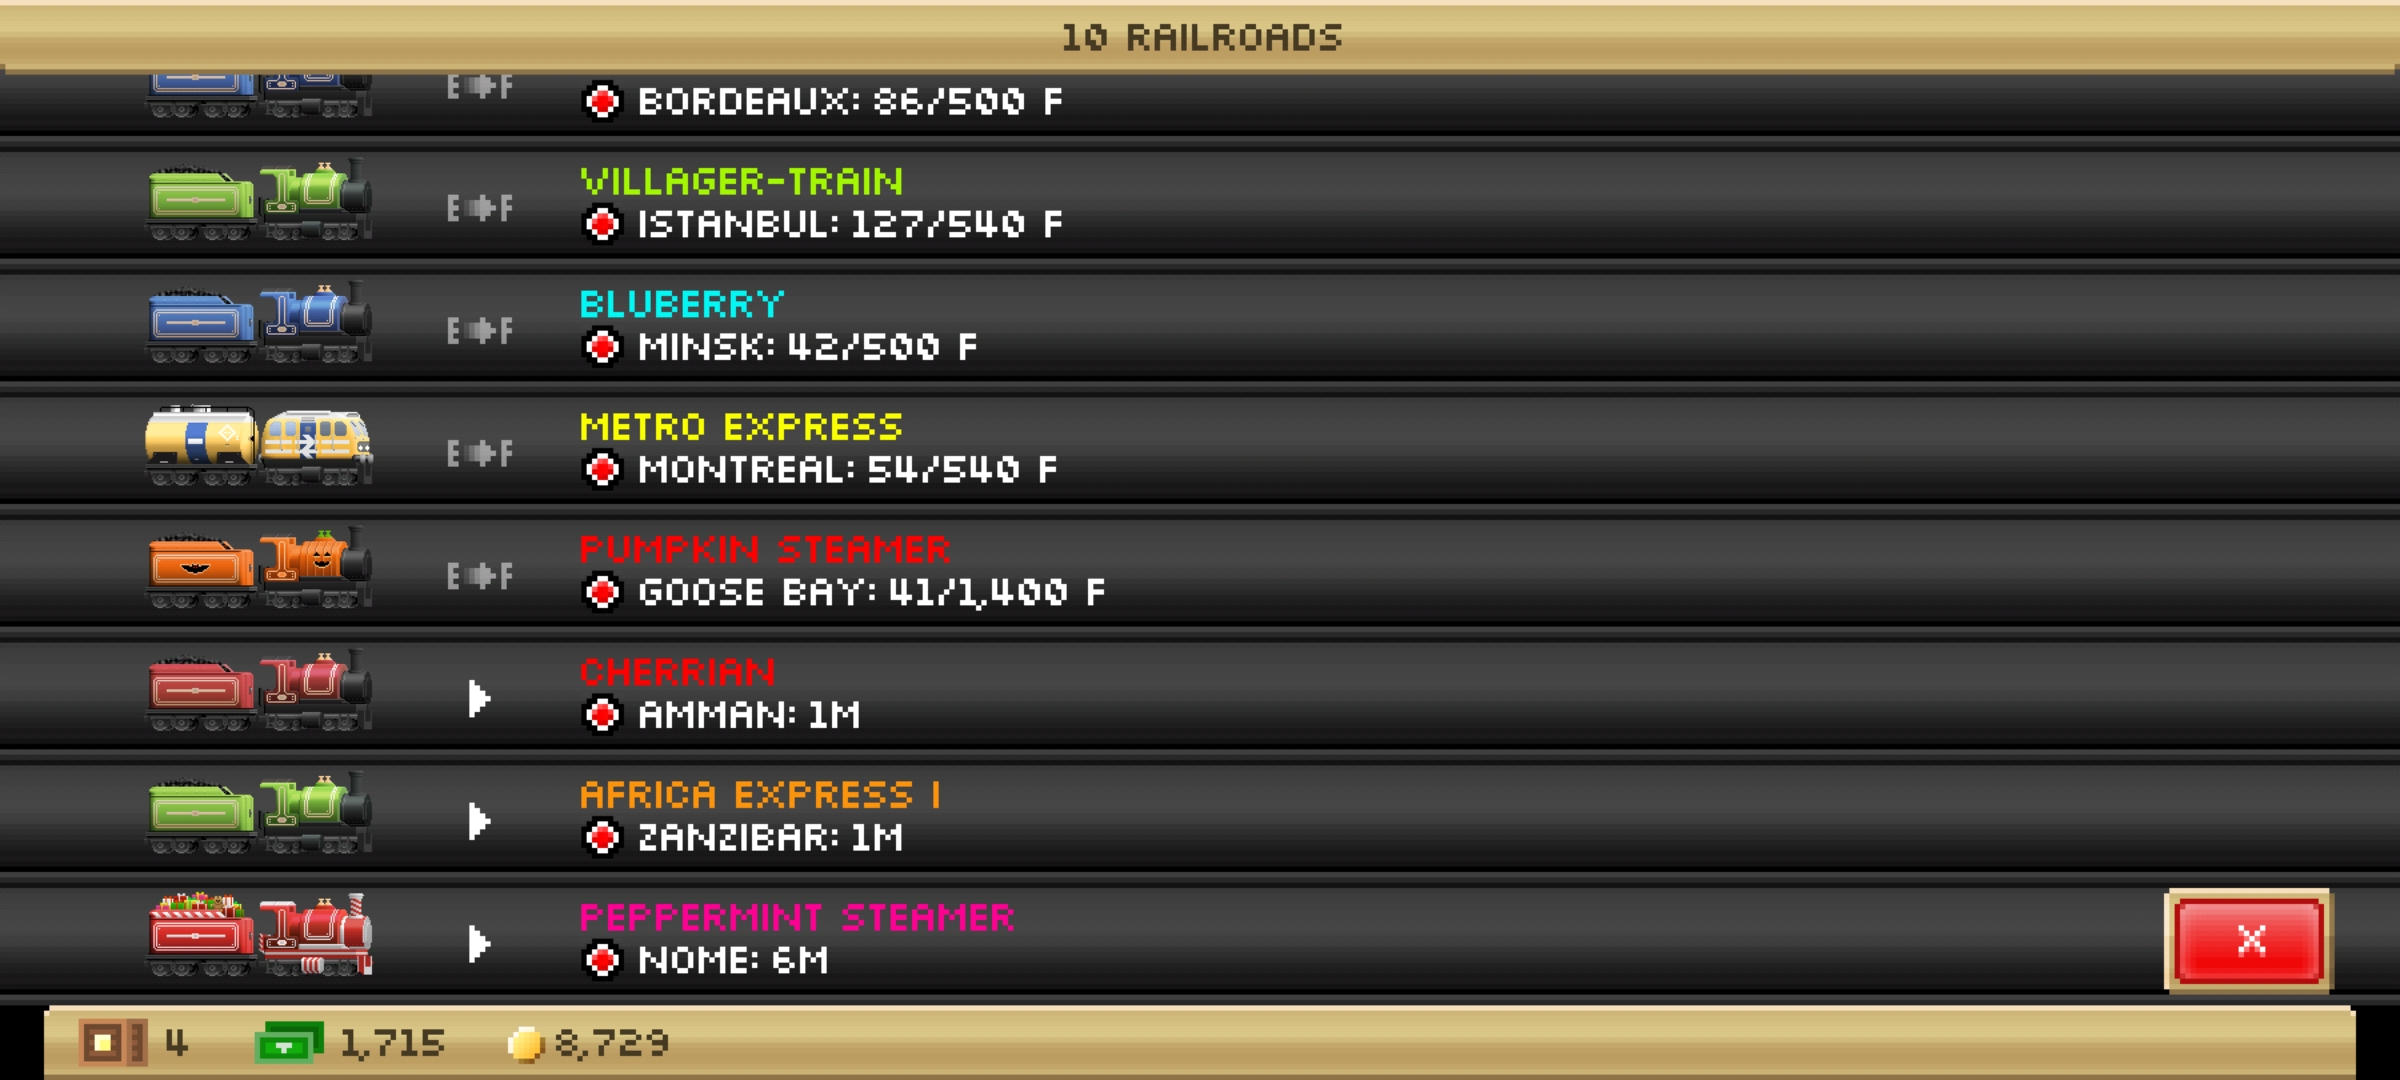 10 RAILROADS
E F
BORDEAUX: 86/500 F
VILLAGER-TRAIN
E F
ISTANBUL: 127/540 F
BLUBERRY
E F
MINSK: 42/500 F
METRO EXPRESS
E F
MONTREAL: 54/540 F
PUMPKIN STEAMER
E F
GOOSE BAY: 41/1,400 F
CHERRIAN
AMMAN: 1M
AFRICA EXPRESS I
ZANZIBAR: 1M
PEPPERMINT STEAMER
NOME: 6M
X
4 1,715 8,729